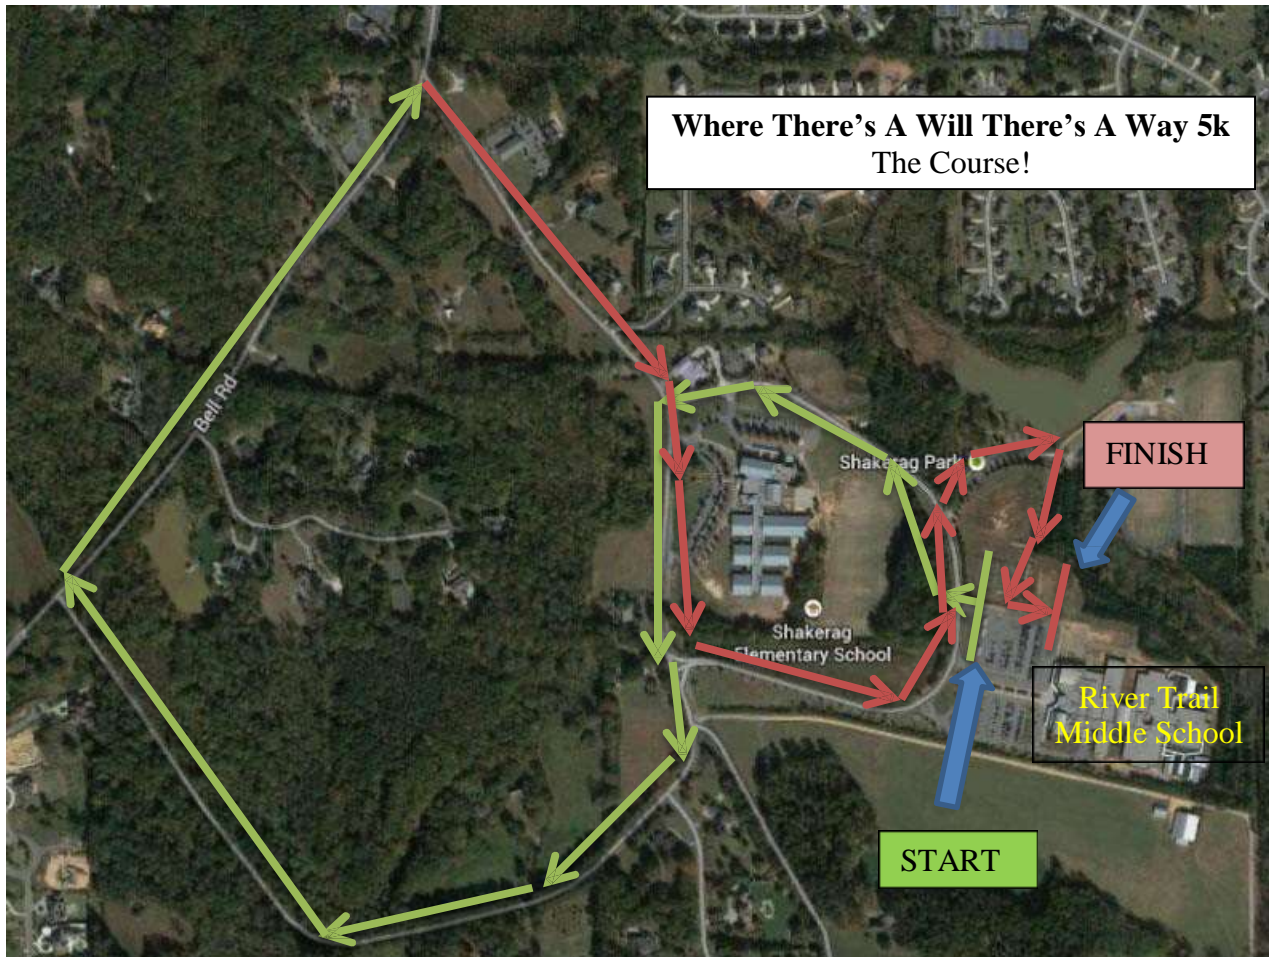 Where There's A Will There's A Way 5k
The Course!
Bell Rd
Shakerag Park
FINISH
Shakerag
Elementary School
River Trail
Middle School
START